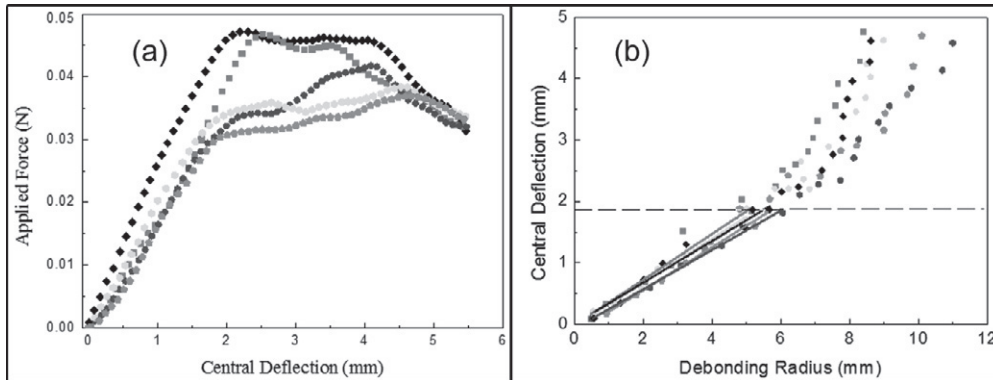 (a)
Applied Force (N)
0.05
0.04
0.03
0.02
0.01
0.00
0 1 2 3 4 5 6
Central Deflection (mm)
(b)
Central Deflection (mm)
5
4
3
2
1
0
0 2 4 6 8 10 12
Debonding Radius (mm)